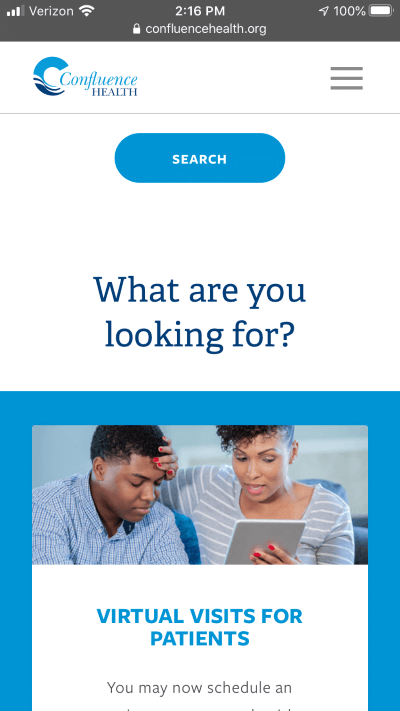 Verizon 2:16 PM 100%
confluencehealth.org
Confluence
HEALTH
SEARCH
What are you
looking for?
VIRTUAL VISITS FOR
PATIENTS
You may now schedule an